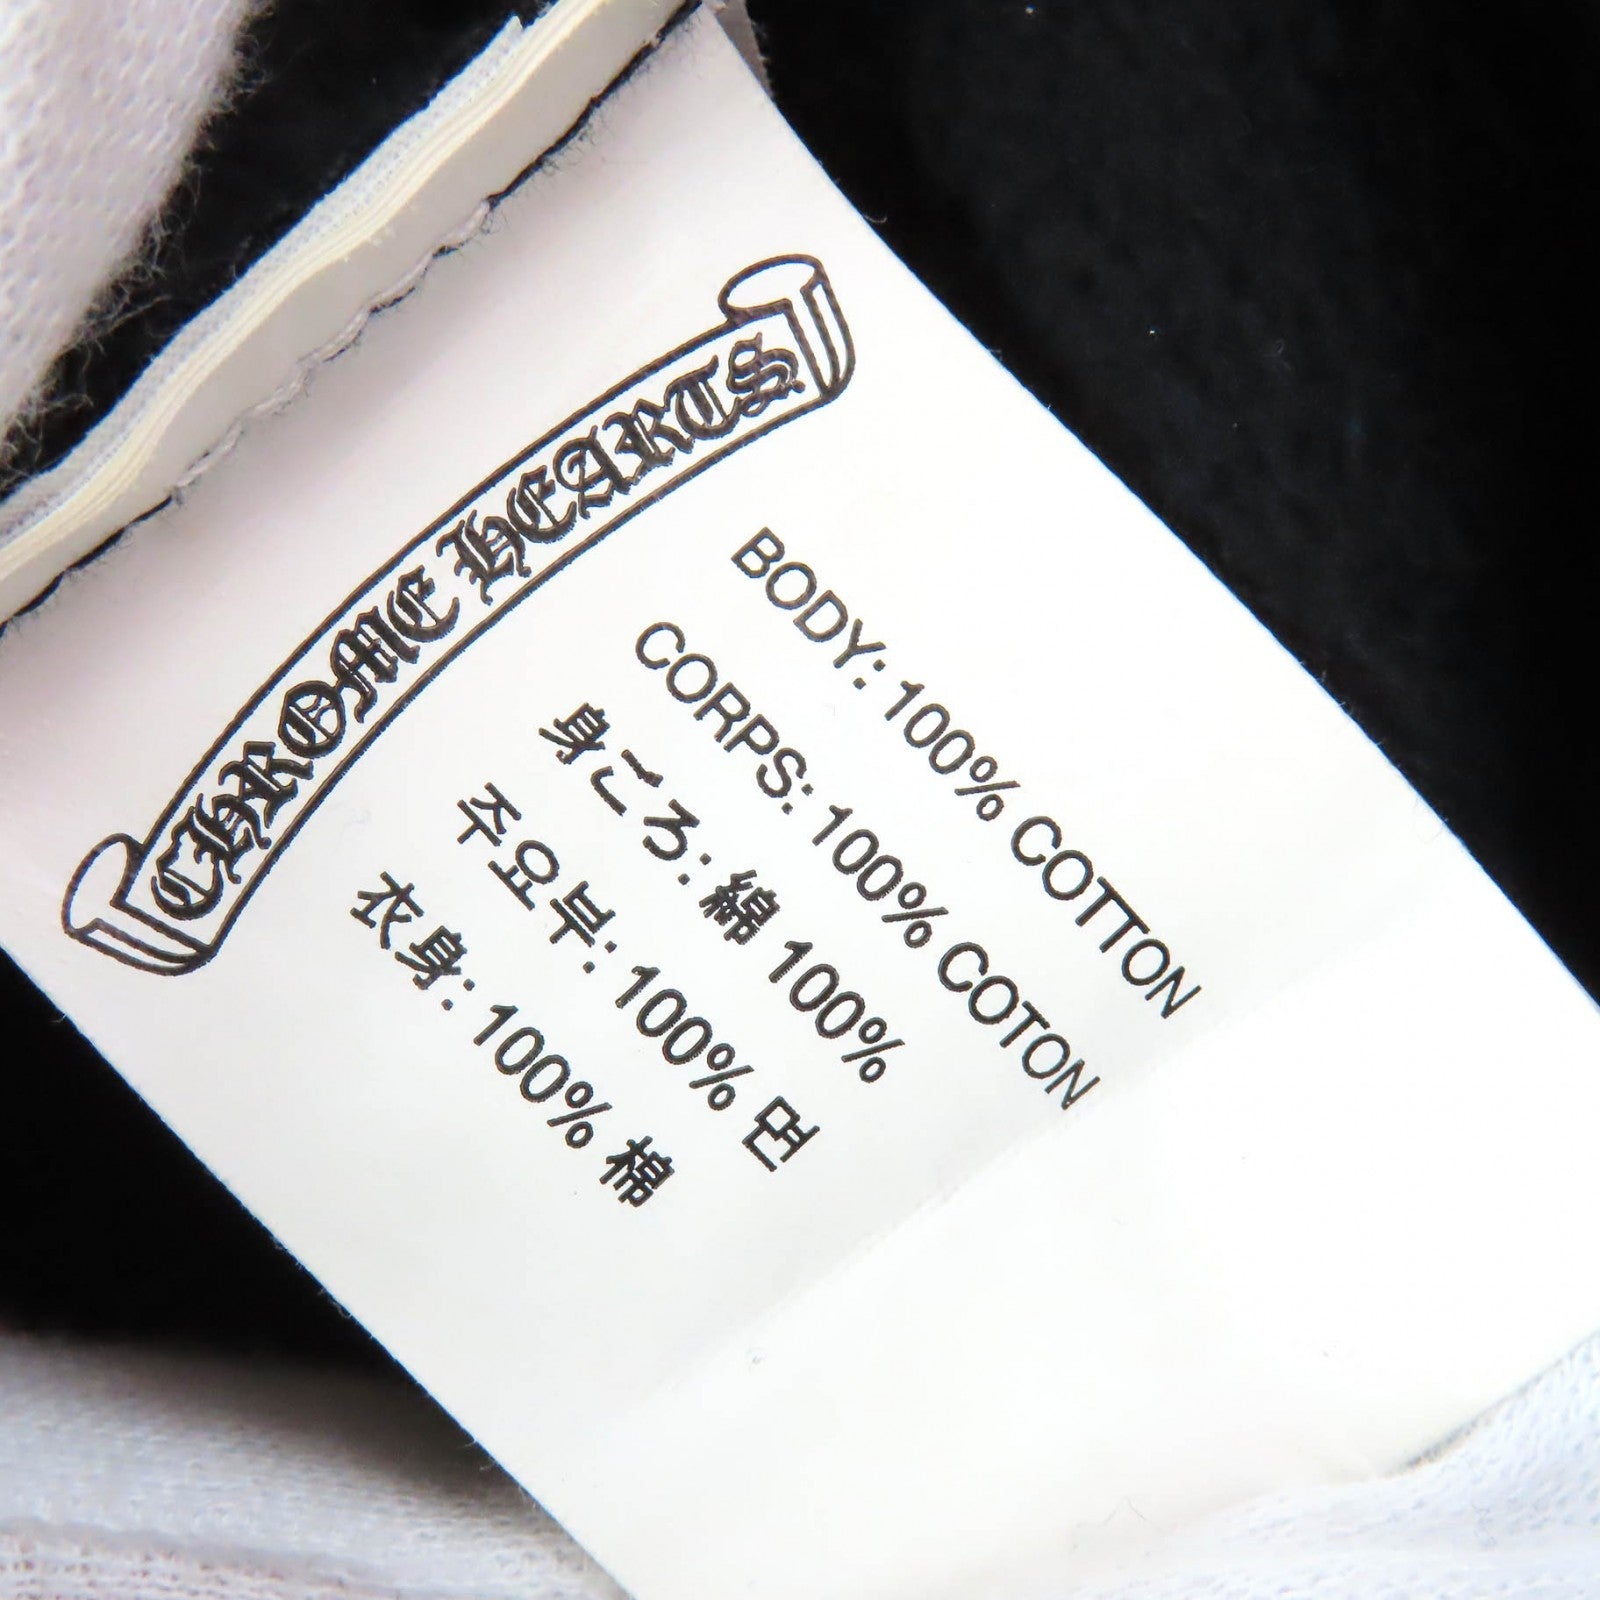 CHROME HEARTS
BODY: 100% COTTON
CORPS: 100% COTON
身ごろ: 綿 100%
주요부: 100% 면
衣身: 100% 棉